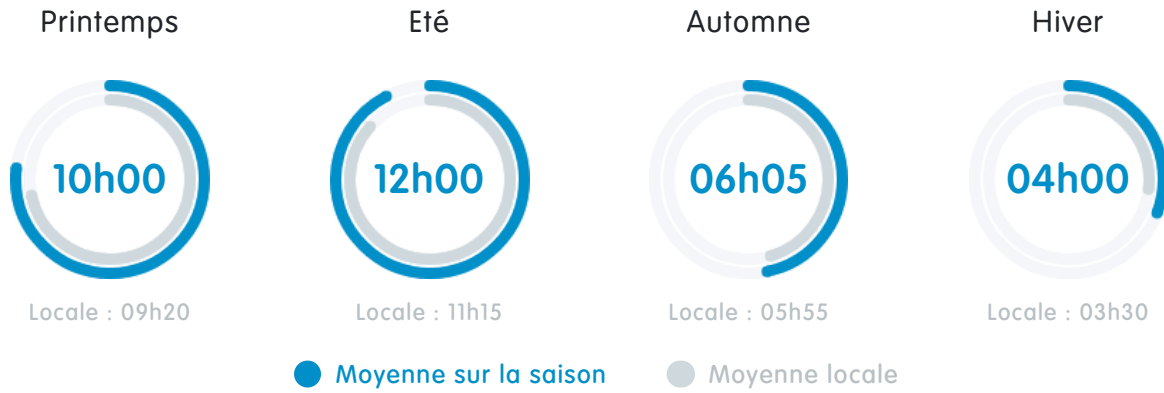 Printemps
Eté
Automne
Hiver
10h00
12h00
06h05
04h00
Locale : 09h20
Locale : 11h15
Locale : 05h55
Locale : 03h30
Moyenne sur la saison
Moyenne locale